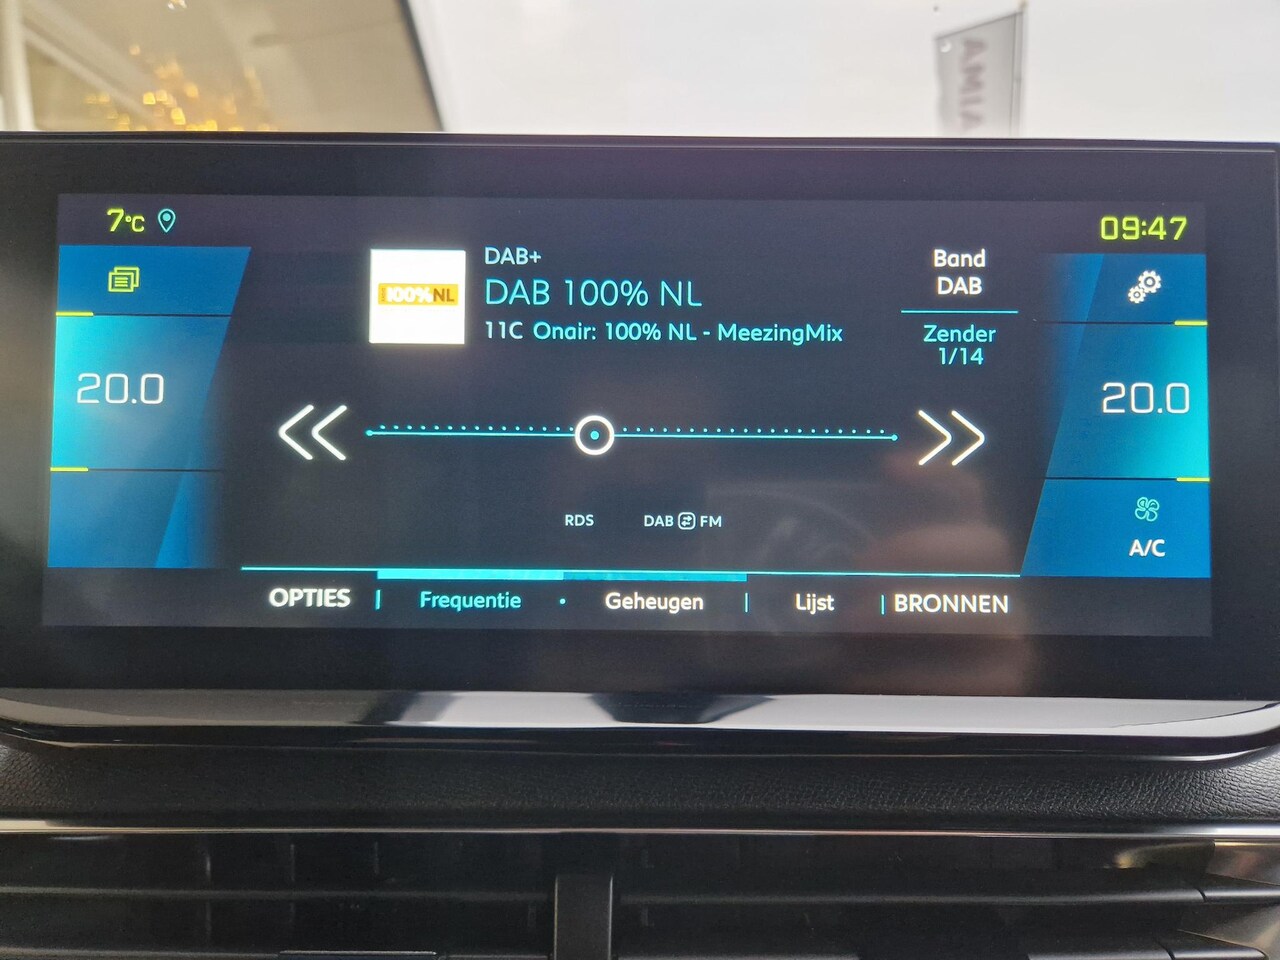 AMIA
7°C
09:47
DAB+
DAB 100% NL
11C Onair: 100% NL - MeezingMix
100%NL
Band
DAB
Zender
1/14
20.0
20.0
RDS
DAB FM
A/C
OPTIES | Frequentie • Geheugen | Lijst | BRONNEN